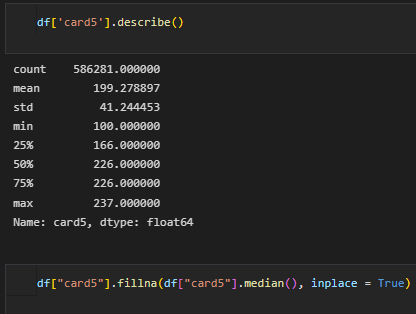 df['card5'].describe()
count    586281.000000
mean        199.278897
std          41.244453
min         100.000000
25%         166.000000
50%         226.000000
75%         226.000000
max         237.000000
Name: card5, dtype: float64
df["card5"].fillna(df["card5"].median(), inplace = True)